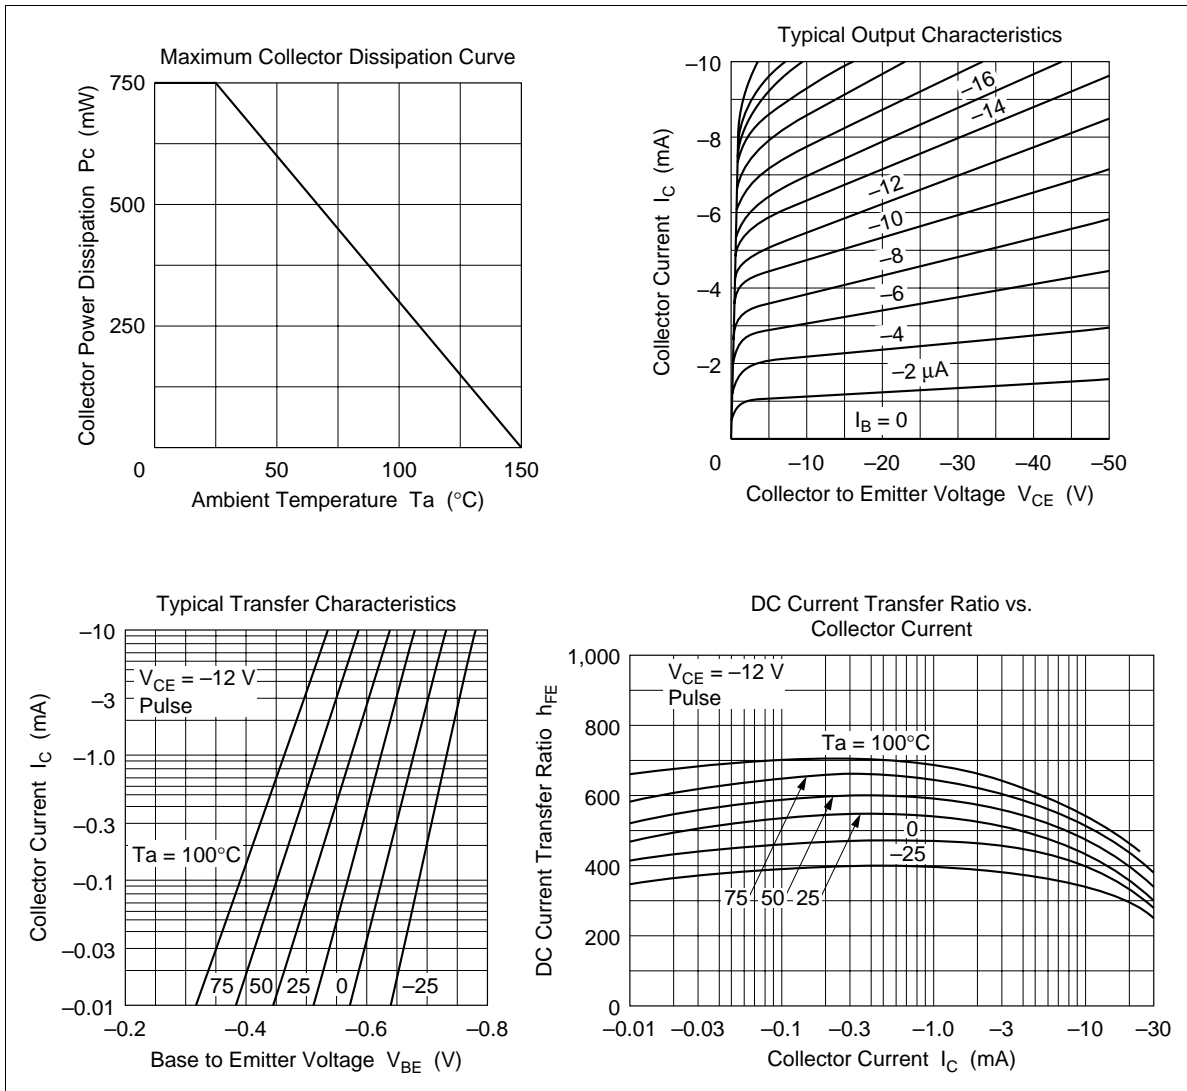 Maximum Collector Dissipation Curve
Collector Power Dissipation Pc (mW)
750
500
250
0
50
100
150
Ambient Temperature Ta (°C)
Typical Output Characteristics
Collector Current IC (mA)
–10
–8
–6
–4
–2
0
–16
–14
–12
–10
–8
–6
–4
–2 μA
IB = 0
–10
–20
–30
–40
–50
Collector to Emitter Voltage VCE (V)
Typical Transfer Characteristics
Collector Current IC (mA)
–10
–3
–1.0
–0.3
–0.1
–0.03
–0.01
VCE = –12 V
Pulse
Ta = 100°C
75
50
25
0
–25
–0.2
–0.4
–0.6
–0.8
Base to Emitter Voltage VBE (V)
DC Current Transfer Ratio vs.
Collector Current
DC Current Transfer Ratio hFE
1,000
800
600
400
200
0
VCE = –12 V
Pulse
Ta = 100°C
0
–25
75
50
25
–0.01
–0.03
–0.1
–0.3
–1.0
–3
–10
–30
Collector Current IC (mA)